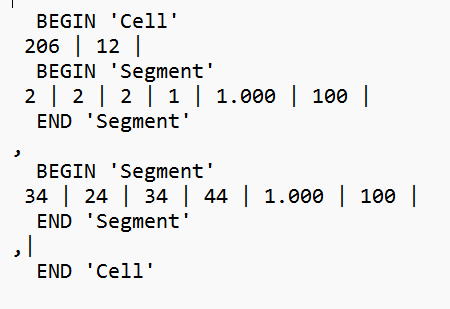 BEGIN 'Cell'
206 | 12 |
BEGIN 'Segment'
2 | 2 | 2 | 1 | 1.000 | 100 |
END 'Segment'
,
BEGIN 'Segment'
34 | 24 | 34 | 44 | 1.000 | 100 |
END 'Segment'
,|
END 'Cell'